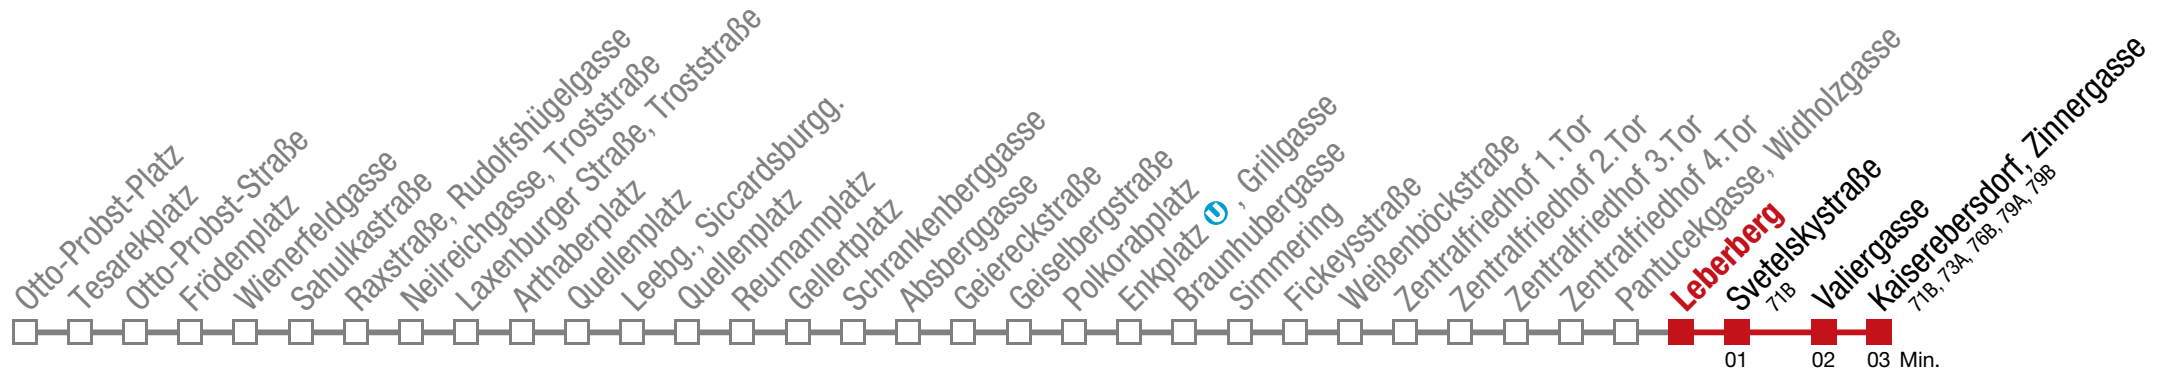 Otto-Probst-Platz
Tesarekplatz
Otto-Probst-Straße
Frödenplatz
Wienerfeldgasse
Sahulkastraße
Raxstraße, Rudolfshügelgasse
Neilreichgasse, Troststraße
Laxenburger Straße, Troststraße
Arthaberplatz
Quellenplatz
Leebg., Siccardsburgg.
Quellenplatz
Reumannplatz
Gellertplatz
Schrankenberggasse
Absberggasse
Geiereckstraße
Geiselbergstraße
Polkorabplatz
Enkplatz U, Grillgasse
Braunhubergasse
Simmering
Fickeysstraße
Weißenböckstraße
Zentralfriedhof 1. Tor
Zentralfriedhof 2. Tor
Zentralfriedhof 3. Tor
Zentralfriedhof 4. Tor
Pantucekgasse, Widholzgasse
Leberberg
Svetelskystraße
71B
Valiergasse
Kaiserebersdorf, Zinnergasse
71B, 73A, 76B, 79A, 79B
01 02 03 Min.